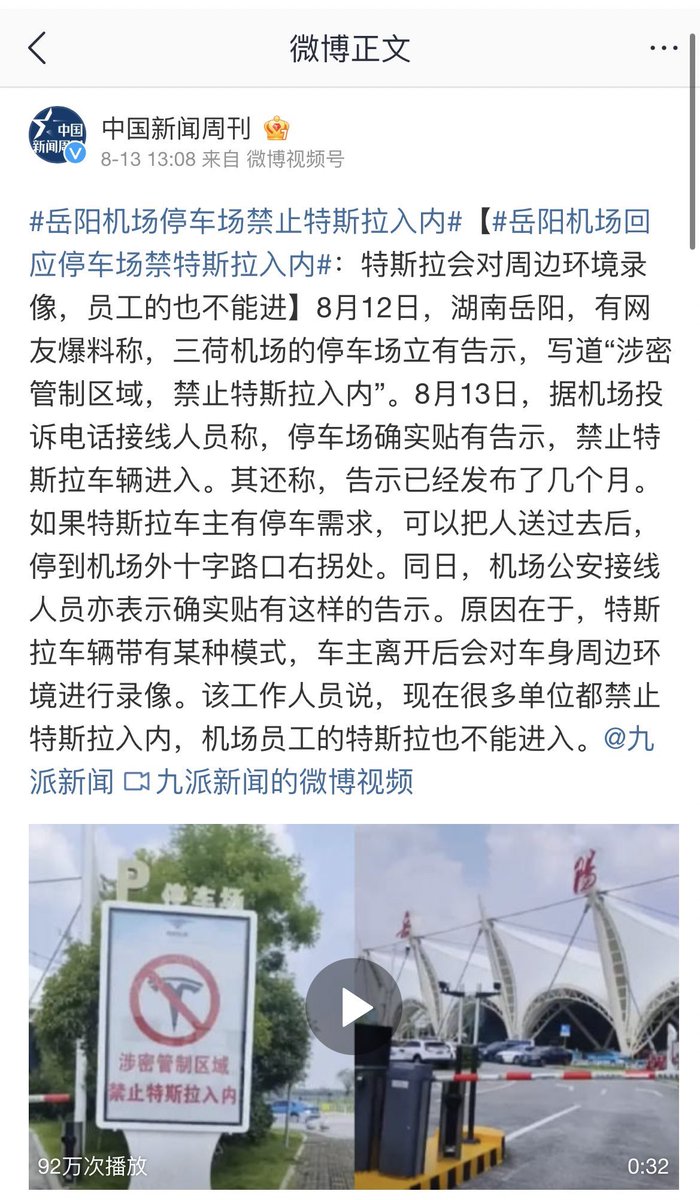 微博正文
中国
新闻周刊
中国新闻周刊
8-13 13:08 来自 微博视频号
#岳阳机场停车场禁止特斯拉入内#【#岳阳机场回
应停车场禁特斯拉入内#：特斯拉会对周边环境录
像，员工的也不能进】8月12日，湖南岳阳，有网
友爆料称，三荷机场的停车场立有告示，写道“涉密
管制区域，禁止特斯拉入内”。8月13日，据机场投
诉电话接线人员称，停车场确实贴有告示，禁止特
斯拉车辆进入。其还称，告示已经发布了几个月。
如果特斯拉车主有停车需求，可以把人送过去后，
停到机场外十字路口右拐处。同日，机场公安接线
人员亦表示确实贴有这样的告示。原因在于，特斯
拉车辆带有某种模式，车主离开后会对车身周边环
境进行录像。该工作人员说，现在很多单位都禁止
特斯拉入内，机场员工的特斯拉也不能进入。@九
派新闻 九派新闻的微博视频
P 停车场
涉密管制区域
禁止特斯拉入内
岳 陽
92万次播放
0:32